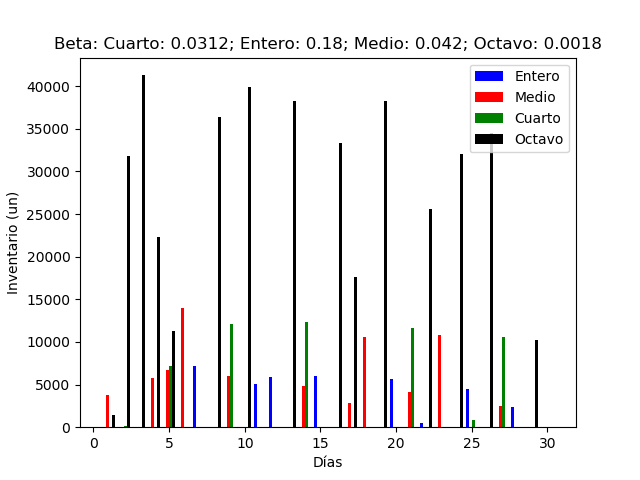 Beta: Cuarto: 0.0312; Entero: 0.18; Medio: 0.042; Octavo: 0.0018
Entero
Medio
Cuarto
Octavo
40000
35000
30000
25000
20000
15000
10000
5000
0
Inventario (un)
0 5 10 15 20 25 30
Días